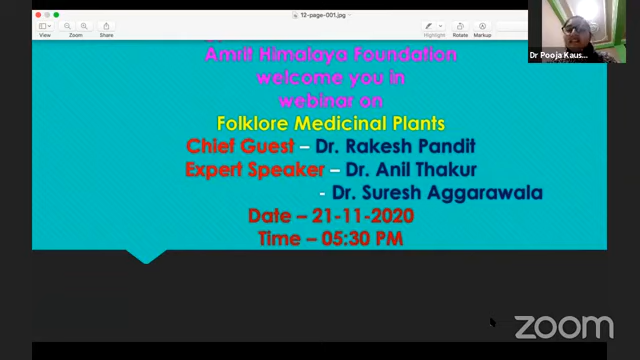 12-page-001.jpg
View
Zoom
Share
Highlight
Rotate
Markup
Dr Pooja Kaus...
Amrit Himalaya Foundation
welcome you in
webinar on
Folklore Medicinal Plants
Chief Guest – Dr. Rakesh Pandit
Expert Speaker – Dr. Anil Thakur
- Dr. Suresh Aggarawala
Date – 21-11-2020
Time – 05:30 PM
zoom